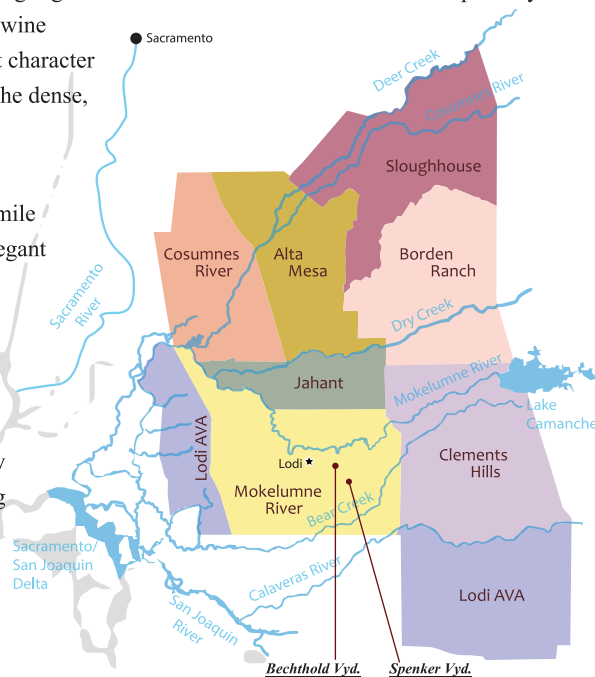 wine
character
he dense,
mile
egant
Sacramento
Deer Creek
Cosumnes River
Sloughhouse
Cosumnes
River
Alta
Mesa
Borden
Ranch
Sacramento
River
Dry Creek
Jahant
Mokelumne River
Lake
Camanche
Lodi AVA
Lodi
Clements
Hills
Mokelumne
River
Bear Creek
Sacramento/
San Joaquin
Delta
Calaveras River
San Joaquin
River
Lodi AVA
Bechthold Vyd.
Spenker Vyd.